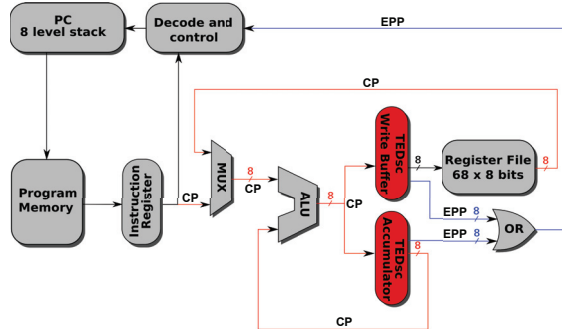 PC
8 level stack
Decode and
control
EPP
CP
Program
Memory
Instruction
Register
CP
MUX
8
CP
ALU
8
CP
TEDsc
Write Buffer
8
Register File
68 x 8 bits
8
EPP 8
EPP 8
OR
TEDsc
Accumulator
8
CP